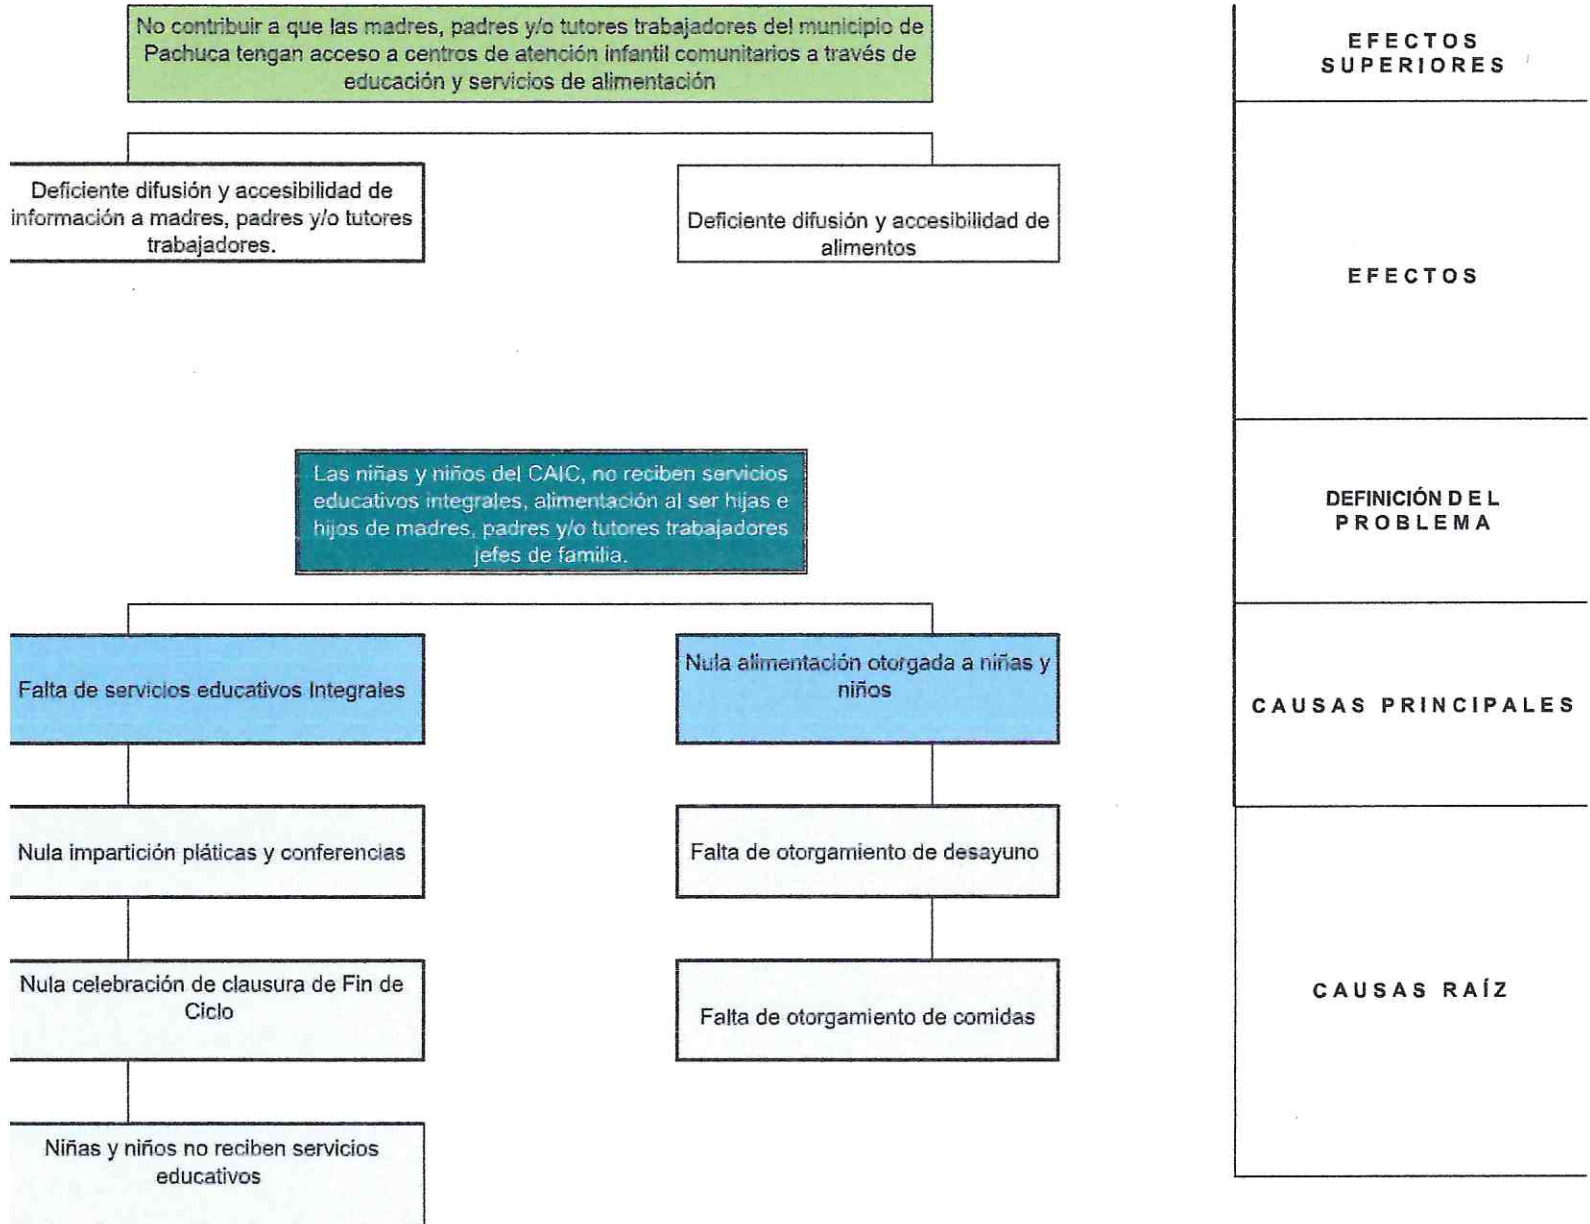 No contribuir a que las madres, padres y/o tutores trabajadores del municipio de
Pachuca tengan acceso a centros de atención infantil comunitarios a través de
educación y servicios de alimentación
EFECTOS
SUPERIORES
Deficiente difusión y accesibilidad de
información a madres, padres y/o tutores
trabajadores.
Deficiente difusión y accesibilidad de
alimentos
EFECTOS
Las niñas y niños del CAIC, no reciben servicios
educativos integrales, alimentación al ser hijas e
hijos de madres, padres y/o tutores trabajadores
jefes de familia.
DEFINICIÓN DEL
PROBLEMA
Falta de servicios educativos Integrales
Nula alimentación otorgada a niñas y
niños
CAUSAS PRINCIPALES
Nula impartición pláticas y conferencias
Falta de otorgamiento de desayuno
Nula celebración de clausura de Fin de
Ciclo
Falta de otorgamiento de comidas
CAUSAS RAÍZ
Niñas y niños no reciben servicios
educativos